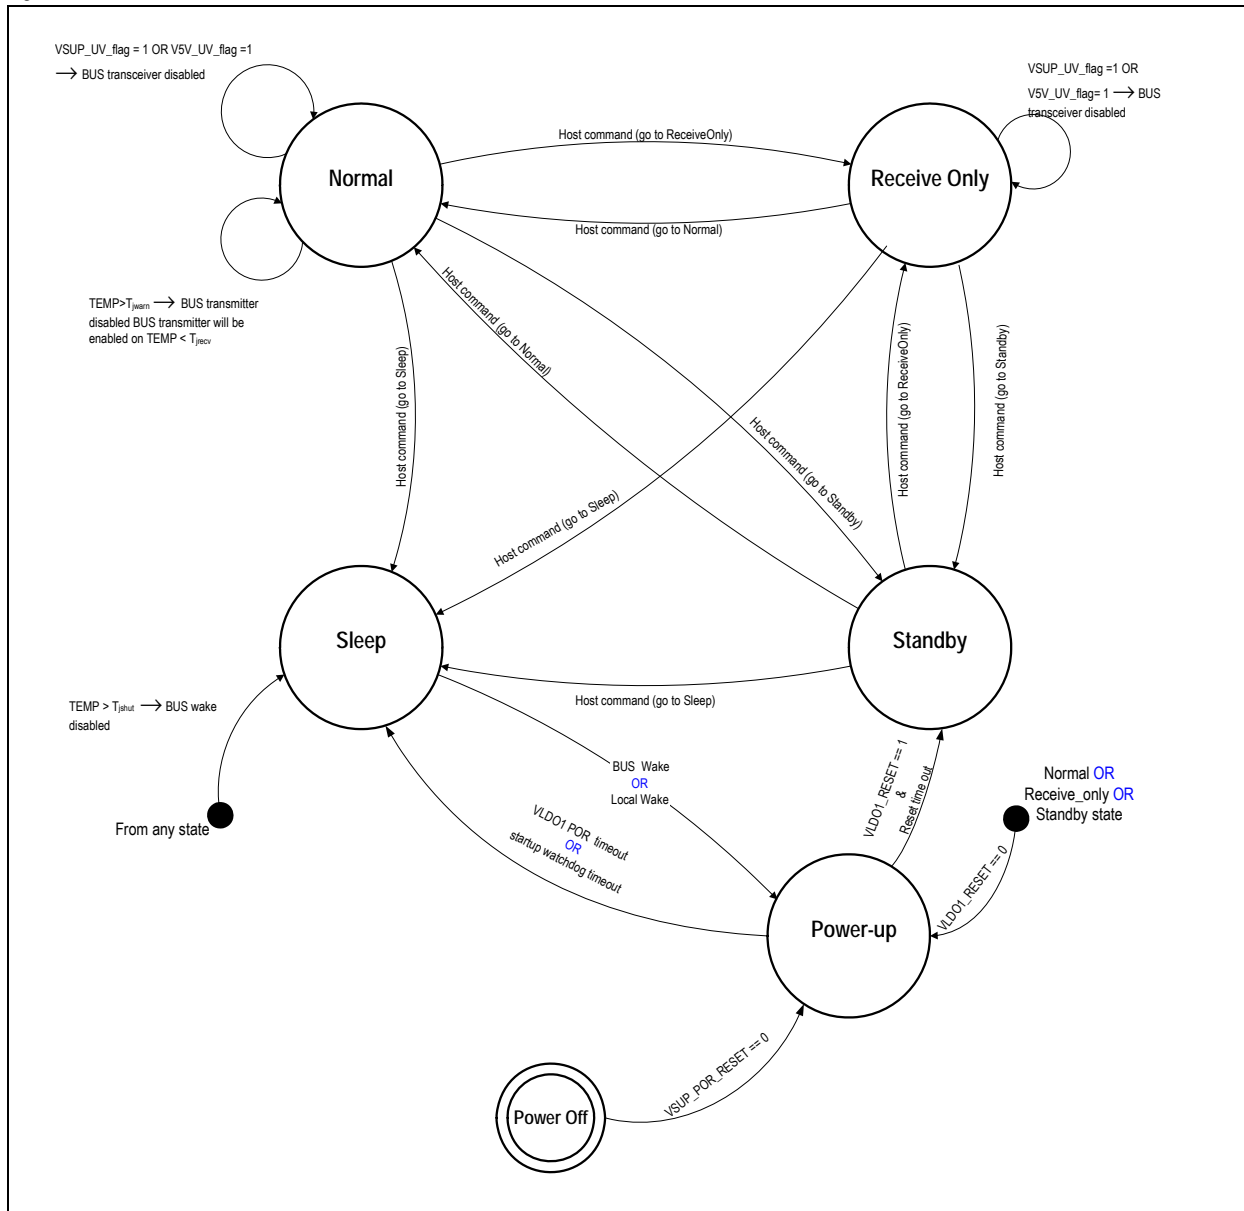 VSUP_UV_flag = 1 OR V5V_UV_flag =1
→ BUS transceiver disabled
VSUP_UV_flag =1 OR
V5V_UV_flag= 1 → BUS
transceiver disabled
Host command (go to ReceiveOnly)
Normal
Receive Only
Host command (go to Normal)
TEMP>Tjwarn → BUS transmitter
disabled BUS transmitter will be
enabled on TEMP < Tjrecv
Host command (go to Sleep)
Host command (go to Normal)
Host command (go to Standby)
Host command (go to Sleep)
Host command (go to ReceiveOnly)
Host command (go to Standby)
Sleep
Standby
Host command (go to Sleep)
TEMP > Tjshut → BUS wake
disabled
From any state
BUS Wake
OR
Local Wake
VLDO1 POR timeout
OR
startup watchdog timeout
VLDO1_RESET == 1
&
Reset time out
Normal OR
Receive_only OR
Standby state
VLDO1_RESET == 0
Power-up
VSUP_POR_RESET == 0
Power Off